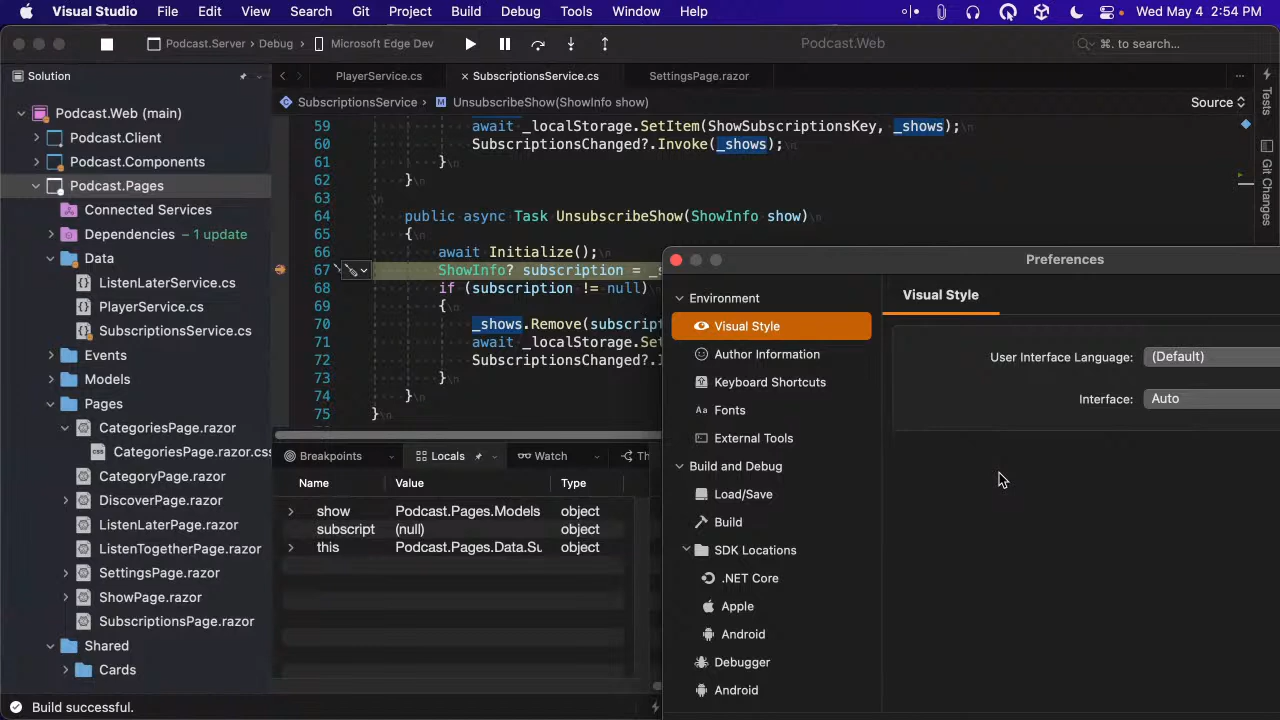 Visual Studio File Edit View Search Git Project Build Debug Tools Window Help Wed May 4 2:54 PM
Podcast.Server › Debug › Microsoft Edge Dev Podcast.Web ⌘. to search...
Solution
PlayerService.cs × SubscriptionsService.cs SettingsPage.razor
SubscriptionsService › UnsubscribeShow(ShowInfo show) Source
Podcast.Web (main)
Podcast.Client
Podcast.Components
Podcast.Pages
Connected Services
Dependencies – 1 update
Data
ListenLaterService.cs
PlayerService.cs
SubscriptionsService.cs
Events
Models
Pages
CategoriesPage.razor
CategoriesPage.razor.css
CategoryPage.razor
DiscoverPage.razor
ListenLaterPage.razor
ListenTogetherPage.razor
SettingsPage.razor
ShowPage.razor
SubscriptionsPage.razor
Shared
Cards
59 await _localStorage.SetItem(ShowSubscriptionsKey, _shows);\n
60 SubscriptionsChanged?.Invoke(_shows);\n
61 }\n
62 }\n
63 \n
64 public async Task UnsubscribeShow(ShowInfo show)\n
65 {\n
66 await Initialize();\n
67 ShowInfo? subscription = _s
68 if (subscription != null)\n
69 {\n
70 _shows.Remove(subscript
71 await _localStorage.Set
72 SubscriptionsChanged?.I
73 }\n
74 }\n
75 }\n
Breakpoints Locals Watch Th
Name Value Type
show Podcast.Pages.Models object
subscript (null) object
this Podcast.Pages.Data.Su object
Preferences
Environment
Visual Style
Author Information
Keyboard Shortcuts
Aa Fonts
External Tools
Build and Debug
Load/Save
Build
SDK Locations
.NET Core
Apple
Android
Debugger
Android
Visual Style
User Interface Language: (Default)
Interface: Auto
Tests
Git Changes
Build successful.